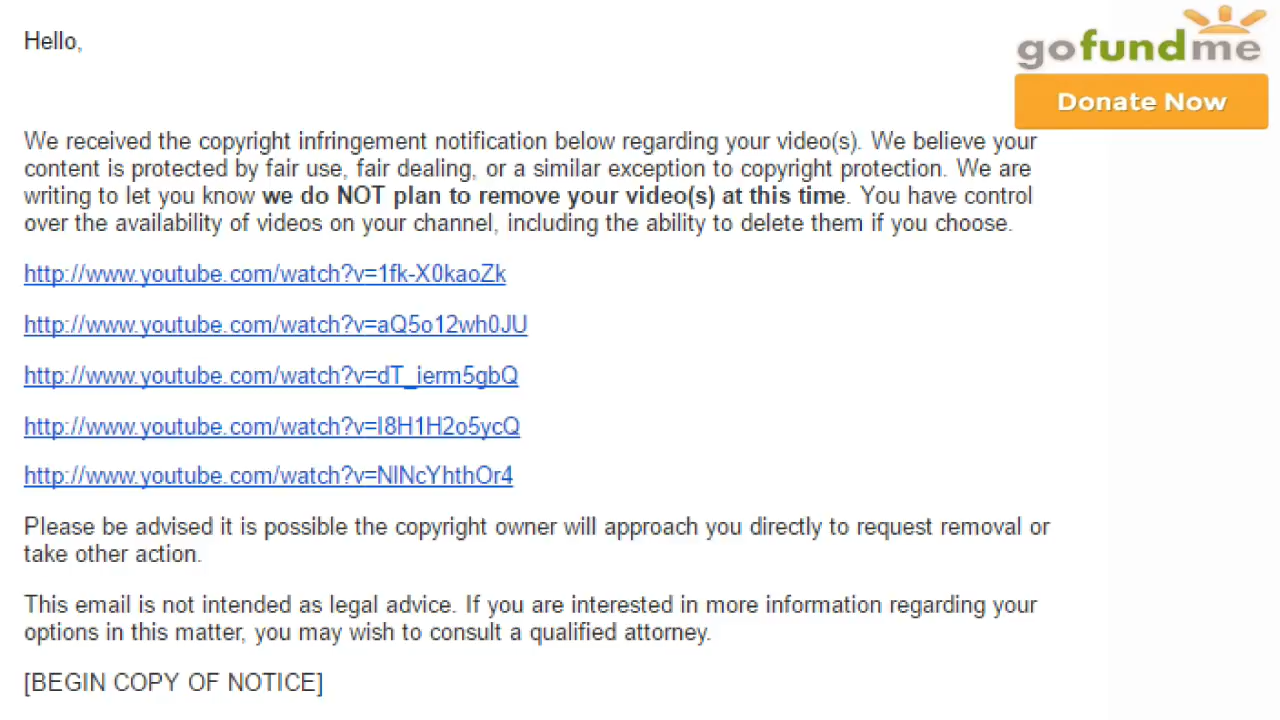 Hello,
gofundme
Donate Now
We received the copyright infringement notification below regarding your video(s). We believe your
content is protected by fair use, fair dealing, or a similar exception to copyright protection. We are
writing to let you know we do NOT plan to remove your video(s) at this time. You have control
over the availability of videos on your channel, including the ability to delete them if you choose.
http://www.youtube.com/watch?v=1fk-X0kaoZk
http://www.youtube.com/watch?v=aQ5o12wh0JU
http://www.youtube.com/watch?v=dT_ierm5gbQ
http://www.youtube.com/watch?v=I8H1H2o5ycQ
http://www.youtube.com/watch?v=NlNcYhthOr4
Please be advised it is possible the copyright owner will approach you directly to request removal or
take other action.
This email is not intended as legal advice. If you are interested in more information regarding your
options in this matter, you may wish to consult a qualified attorney.
[BEGIN COPY OF NOTICE]